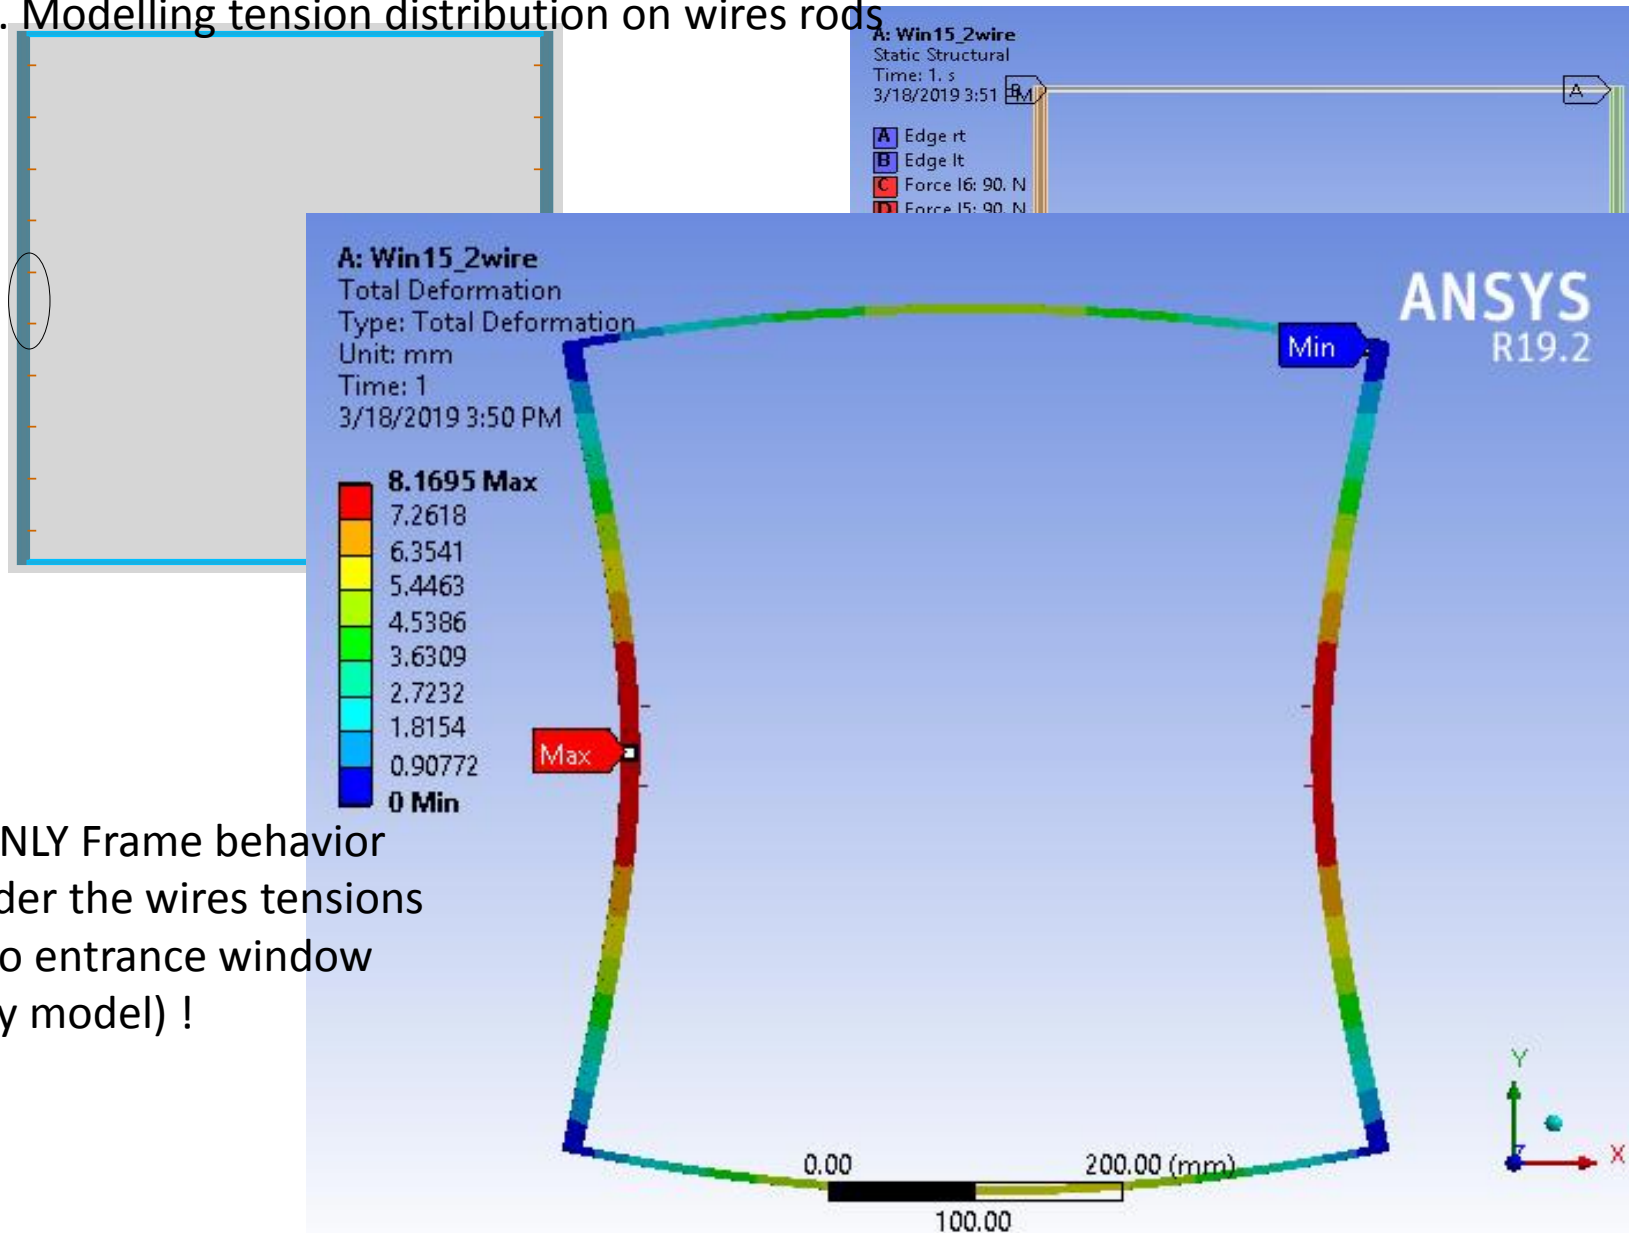 . Modelling tension distribution on wires rods
A: Win15_2wire
Static Structural
Time: 1. s
3/18/2019 3:51 PM
B
A
A Edge rt
B Edge lt
C Force l6: 90. N
D Force l5: 90. N
A: Win15_2wire
Total Deformation
Type: Total Deformation
Unit: mm
Time: 1
3/18/2019 3:50 PM
ANSYS
R19.2
Min
8.1695 Max
7.2618
6.3541
5.4463
4.5386
3.6309
2.7232
1.8154
0.90772
0 Min
Max
NLY Frame behavior
der the wires tensions
o entrance window
y model) !
0.00
200.00 (mm)
100.00
Y
Z
X